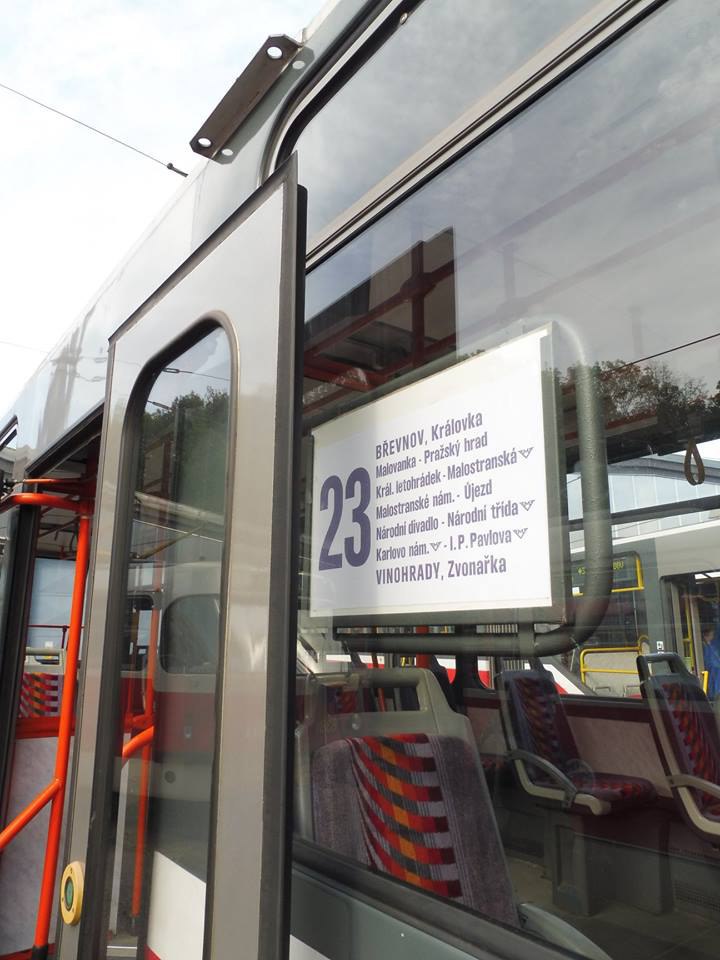 23
BŘEVNOV, Královka
Malovanka - Pražský hrad
Král. letohrádek - Malostranská
Malostranské nám. - Újezd
Národní divadlo - Národní třída
Karlovo nám. - I.P.Pavlova
VINOHRADY, Zvonařka